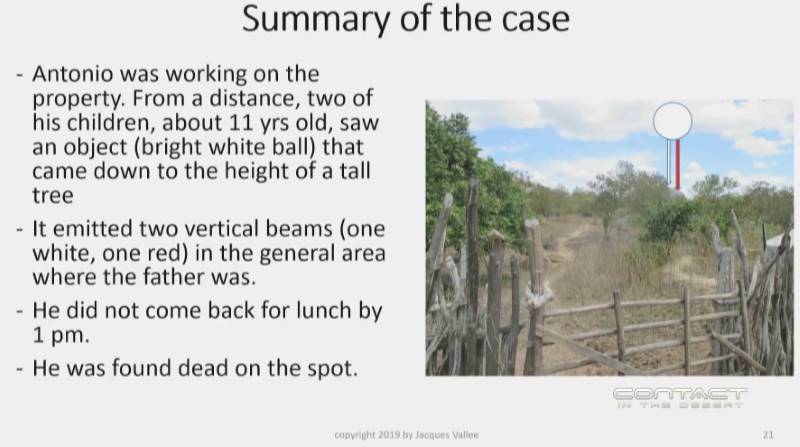 Summary of the case
- Antonio was working on the
property. From a distance, two of
his children, about 11 yrs old, saw
an object (bright white ball) that
came down to the height of a tall
tree
- It emitted two vertical beams (one
white, one red) in the general area
where the father was.
- He did not come back for lunch by
1 pm.
- He was found dead on the spot.
CONTACT
IN THE DESERT
copyright 2019 by Jacques Vallee
21